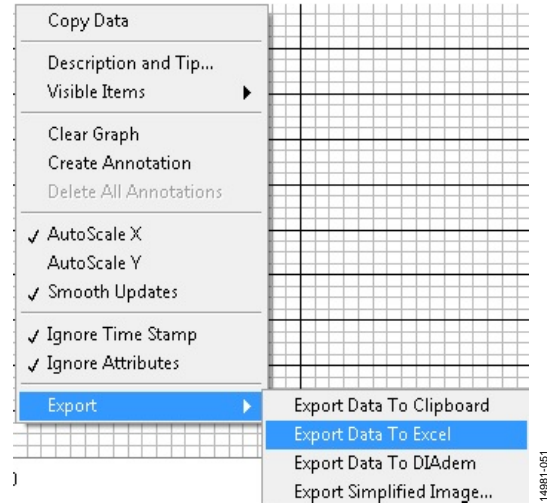 Copy Data
Description and Tip...
Visible Items
Clear Graph
Create Annotation
Delete All Annotations
✓ AutoScale X
AutoScale Y
✓ Smooth Updates
✓ Ignore Time Stamp
✓ Ignore Attributes
Export
Export Data To Clipboard
Export Data To Excel
Export Data To DIAdem
Export Simplified Image...
14981-051